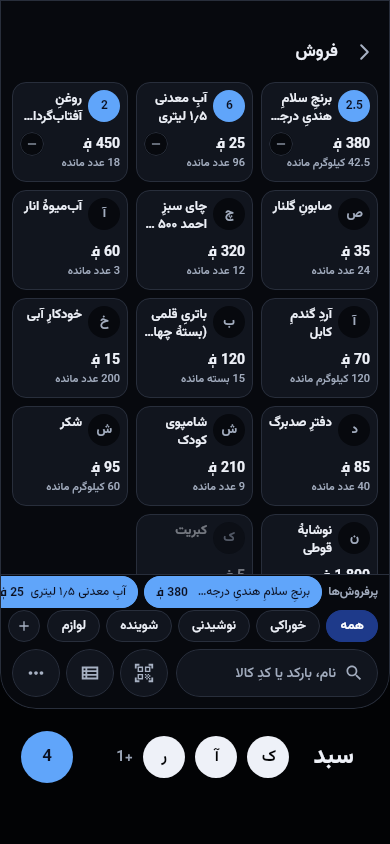 فروش
2.5
برنجِ سلامِ
هندیِ درجـ...
380 ؋
42.5 کیلوگرم مانده
6
آبِ معدنی
۱٫۵ لیتری
25 ؋
96 عدد مانده
2
روغنِ
آفتاب‌گردا...
450 ؋
18 عدد مانده
ص
صابونِ گلنار
35 ؋
24 عدد مانده
چ
چای سبزِ
احمد ۵۰۰ ...
320 ؋
12 عدد مانده
آ
آب‌میوهٔ انار
60 ؋
3 عدد مانده
آ
آردِ گندمِ
کابل
70 ؋
120 کیلوگرم مانده
ب
باتریِ قلمی
(بستهٔ چها...
120 ؋
15 بسته مانده
خ
خودکارِ آبی
15 ؋
200 عدد مانده
د
دفترِ صدبرگ
85 ؋
40 عدد مانده
ش
شامپوی
کودک
210 ؋
9 عدد مانده
ش
شکر
95 ؋
60 کیلوگرم مانده
ن
نوشابهٔ
قوطی
ک
کبریت
پرفروش‌ها
برنجِ سلامِ هندیِ درجه... 380 ؋
آبِ معدنی ۱٫۵ لیتری 25 ؋
همه
خوراکی
نوشیدنی
شوینده
لوازم
+
نام، بارکد یا کدِ کالا
سبد
ک
آ
ر
+1
4